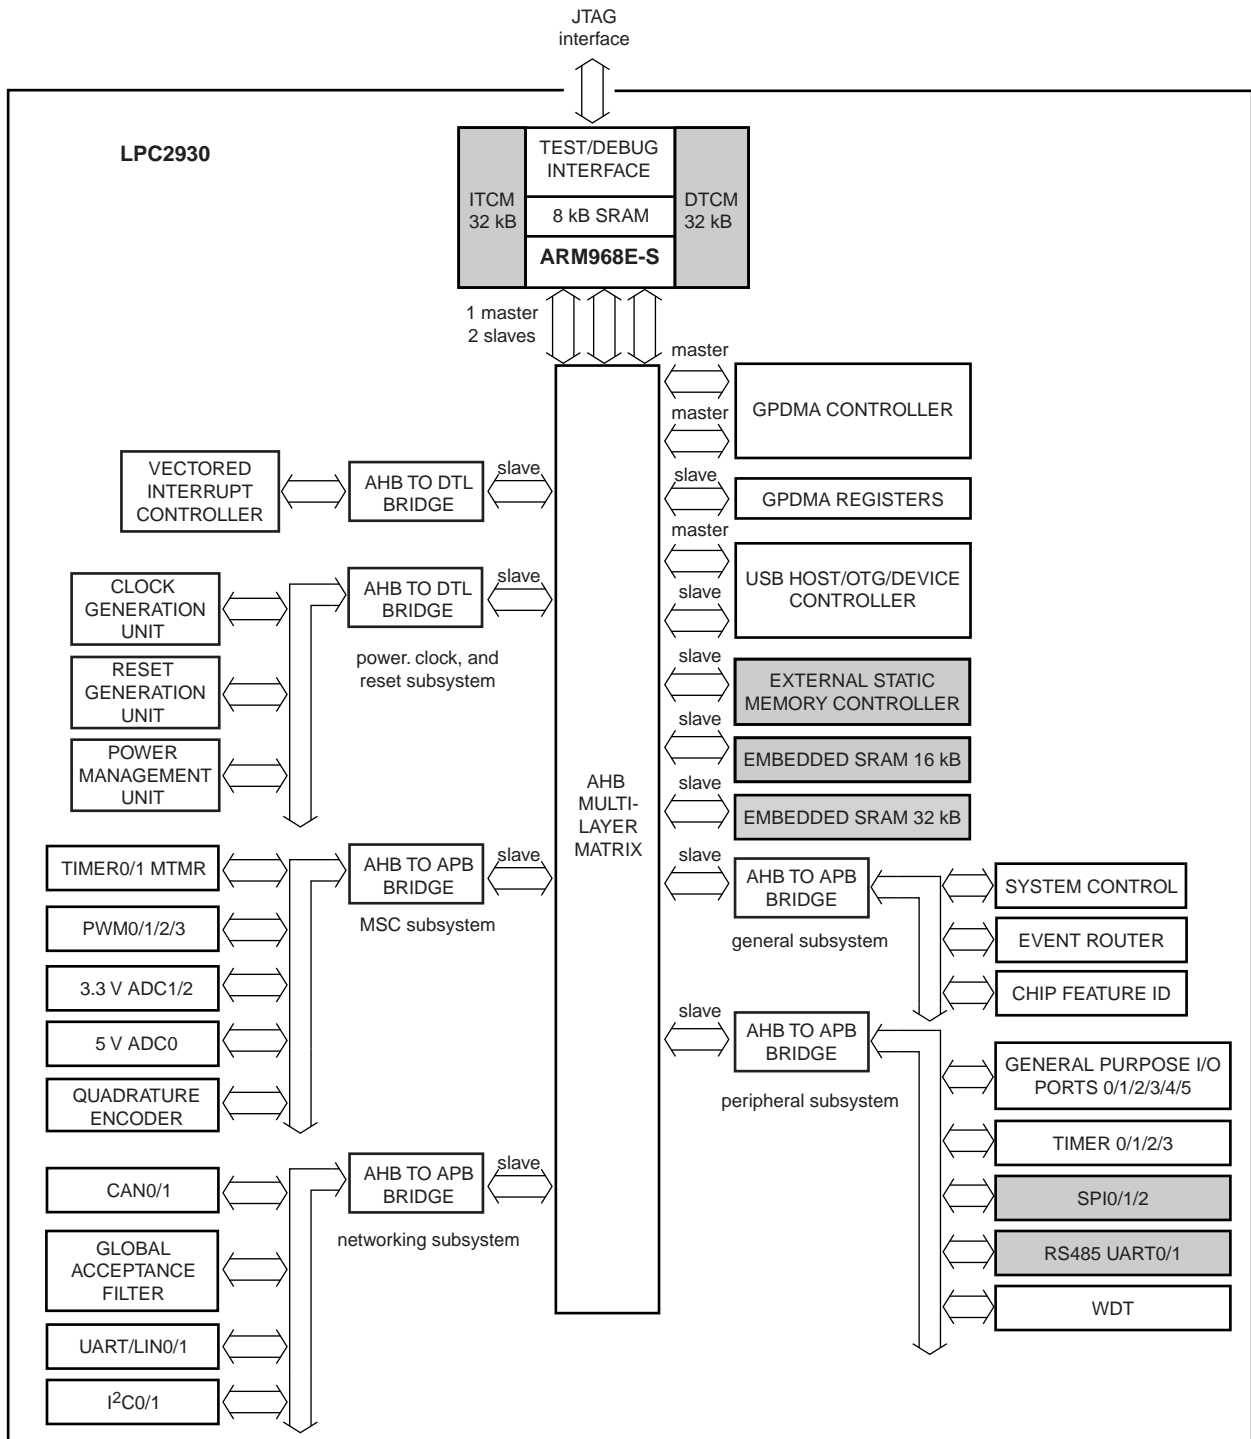 JTAG
interface
LPC2930
ITCM
32 kB
TEST/DEBUG
INTERFACE
8 kB SRAM
ARM968E-S
DTCM
32 kB
1 master
2 slaves
master
GPDMA CONTROLLER
master
slave
GPDMA REGISTERS
master
USB HOST/OTG/DEVICE
CONTROLLER
slave
slave
EXTERNAL STATIC
MEMORY CONTROLLER
slave
EMBEDDED SRAM 16 kB
slave
EMBEDDED SRAM 32 kB
AHB
MULTI-
LAYER
MATRIX
VECTORED
INTERRUPT
CONTROLLER
AHB TO DTL
BRIDGE
slave
CLOCK
GENERATION
UNIT
AHB TO DTL
BRIDGE
slave
power. clock, and
reset subsystem
RESET
GENERATION
UNIT
POWER
MANAGEMENT
UNIT
TIMER0/1 MTMR
AHB TO APB
BRIDGE
slave
MSC subsystem
PWM0/1/2/3
3.3 V ADC1/2
5 V ADC0
QUADRATURE
ENCODER
CAN0/1
AHB TO APB
BRIDGE
slave
networking subsystem
GLOBAL
ACCEPTANCE
FILTER
UART/LIN0/1
I²C0/1
slave
AHB TO APB
BRIDGE
general subsystem
SYSTEM CONTROL
EVENT ROUTER
CHIP FEATURE ID
slave
AHB TO APB
BRIDGE
peripheral subsystem
GENERAL PURPOSE I/O
PORTS 0/1/2/3/4/5
TIMER 0/1/2/3
SPI0/1/2
RS485 UART0/1
WDT